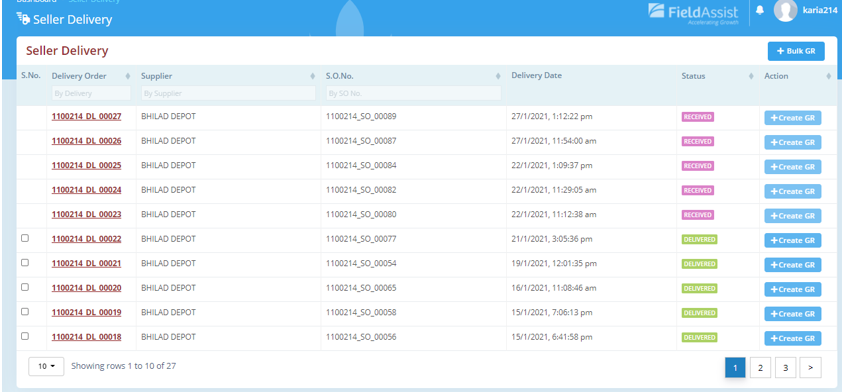 Dashboard Seller Delivery
Seller Delivery
FieldAssist
Accelerating Growth
karia214
Seller Delivery
+ Bulk GR
S.No. Delivery Order Supplier S.O.No. Delivery Date Status Action
By Delivery By Supplier By SO No.
1100214_DL_00027 BHILAD DEPOT 1100214_SO_00089 27/1/2021, 1:12:22 pm RECEIVED +Create GR
1100214_DL_00026 BHILAD DEPOT 1100214_SO_00087 27/1/2021, 11:54:00 am RECEIVED +Create GR
1100214_DL_00025 BHILAD DEPOT 1100214_SO_00084 22/1/2021, 1:09:37 pm RECEIVED +Create GR
1100214_DL_00024 BHILAD DEPOT 1100214_SO_00082 22/1/2021, 11:29:05 am RECEIVED +Create GR
1100214_DL_00023 BHILAD DEPOT 1100214_SO_00080 22/1/2021, 11:12:38 am RECEIVED +Create GR
1100214_DL_00022 BHILAD DEPOT 1100214_SO_00077 21/1/2021, 3:05:36 pm DELIVERED +Create GR
1100214_DL_00021 BHILAD DEPOT 1100214_SO_00054 19/1/2021, 12:01:35 pm DELIVERED +Create GR
1100214_DL_00020 BHILAD DEPOT 1100214_SO_00065 16/1/2021, 11:08:46 am DELIVERED +Create GR
1100214_DL_00019 BHILAD DEPOT 1100214_SO_00058 15/1/2021, 7:06:13 pm DELIVERED +Create GR
1100214_DL_00018 BHILAD DEPOT 1100214_SO_00056 15/1/2021, 6:41:58 pm DELIVERED +Create GR
10 Showing rows 1 to 10 of 27 1 2 3 >